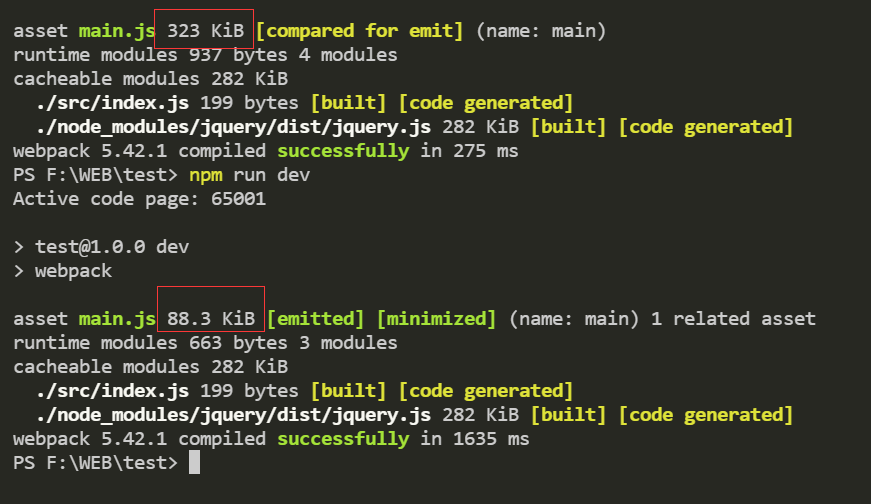 asset main.js 323 KiB [compared for emit] (name: main)
runtime modules 937 bytes 4 modules
cacheable modules 282 KiB
  ./src/index.js 199 bytes [built] [code generated]
  ./node_modules/jquery/dist/jquery.js 282 KiB [built] [code generated]
webpack 5.42.1 compiled successfully in 275 ms
PS F:\WEB\test> npm run dev
Active code page: 65001

> test@1.0.0 dev
> webpack

asset main.js 88.3 KiB [emitted] [minimized] (name: main) 1 related asset
runtime modules 663 bytes 3 modules
cacheable modules 282 KiB
  ./src/index.js 199 bytes [built] [code generated]
  ./node_modules/jquery/dist/jquery.js 282 KiB [built] [code generated]
webpack 5.42.1 compiled successfully in 1635 ms
PS F:\WEB\test>